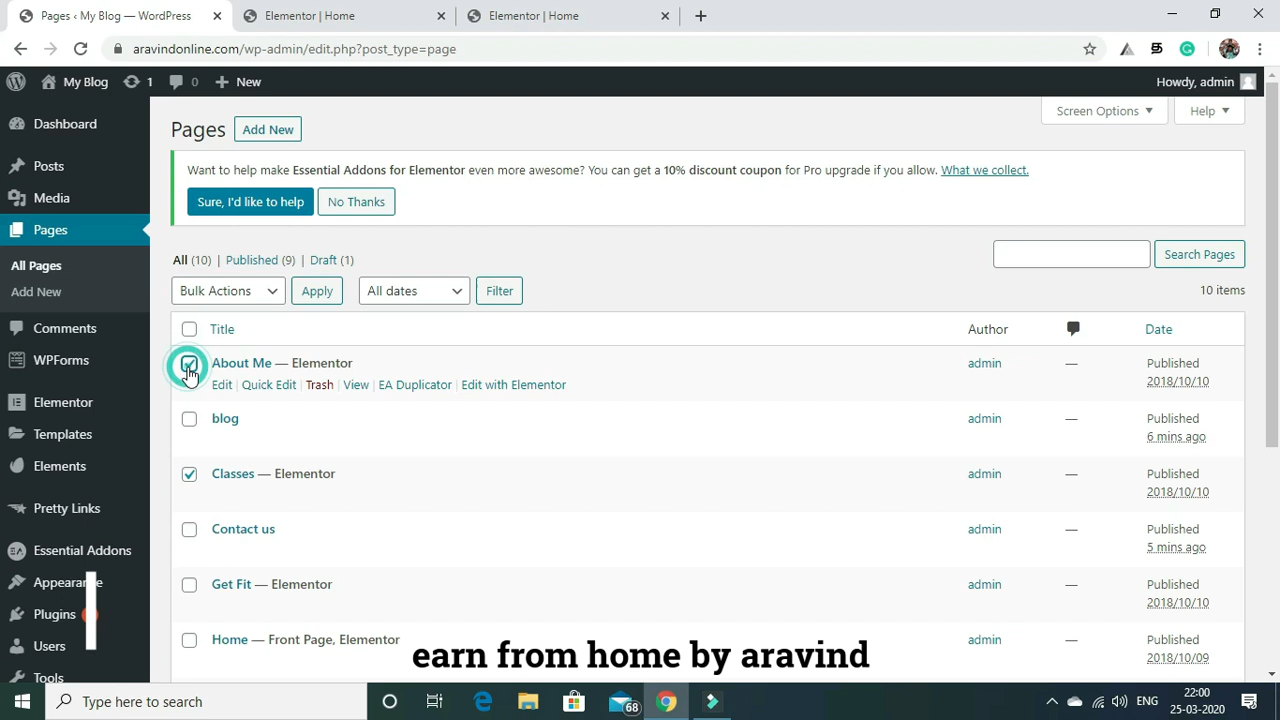 Pages ‹ My Blog — WordPress
Elementor | Home
Elementor | Home
aravindonline.com/wp-admin/edit.php?post_type=page
My Blog 1 0 New
Howdy, admin
Dashboard
Posts
Media
Pages
All Pages
Add New
Comments
WPForms
Elementor
Templates
Elements
Pretty Links
Essential Addons
Appearance
Plugins
Users
Tools
Screen Options
Help
Pages Add New
Want to help make Essential Addons for Elementor even more awesome? You can get a 10% discount coupon for Pro upgrade if you allow. What we collect.
Sure, I'd like to help No Thanks
All (10) | Published (9) | Draft (1)
Search Pages
Bulk Actions Apply All dates Filter
10 items
Title Author Date
About Me — Elementor admin — Published
2018/10/10
Edit | Quick Edit | Trash | View | EA Duplicator | Edit with Elementor
blog admin — Published
6 mins ago
Classes — Elementor admin — Published
2018/10/10
Contact us admin — Published
5 mins ago
Get Fit — Elementor admin — Published
2018/10/10
Home — Front Page, Elementor admin — Published
2018/10/09
earn from home by aravind
Type here to search
68
ENG
22:00
25-03-2020